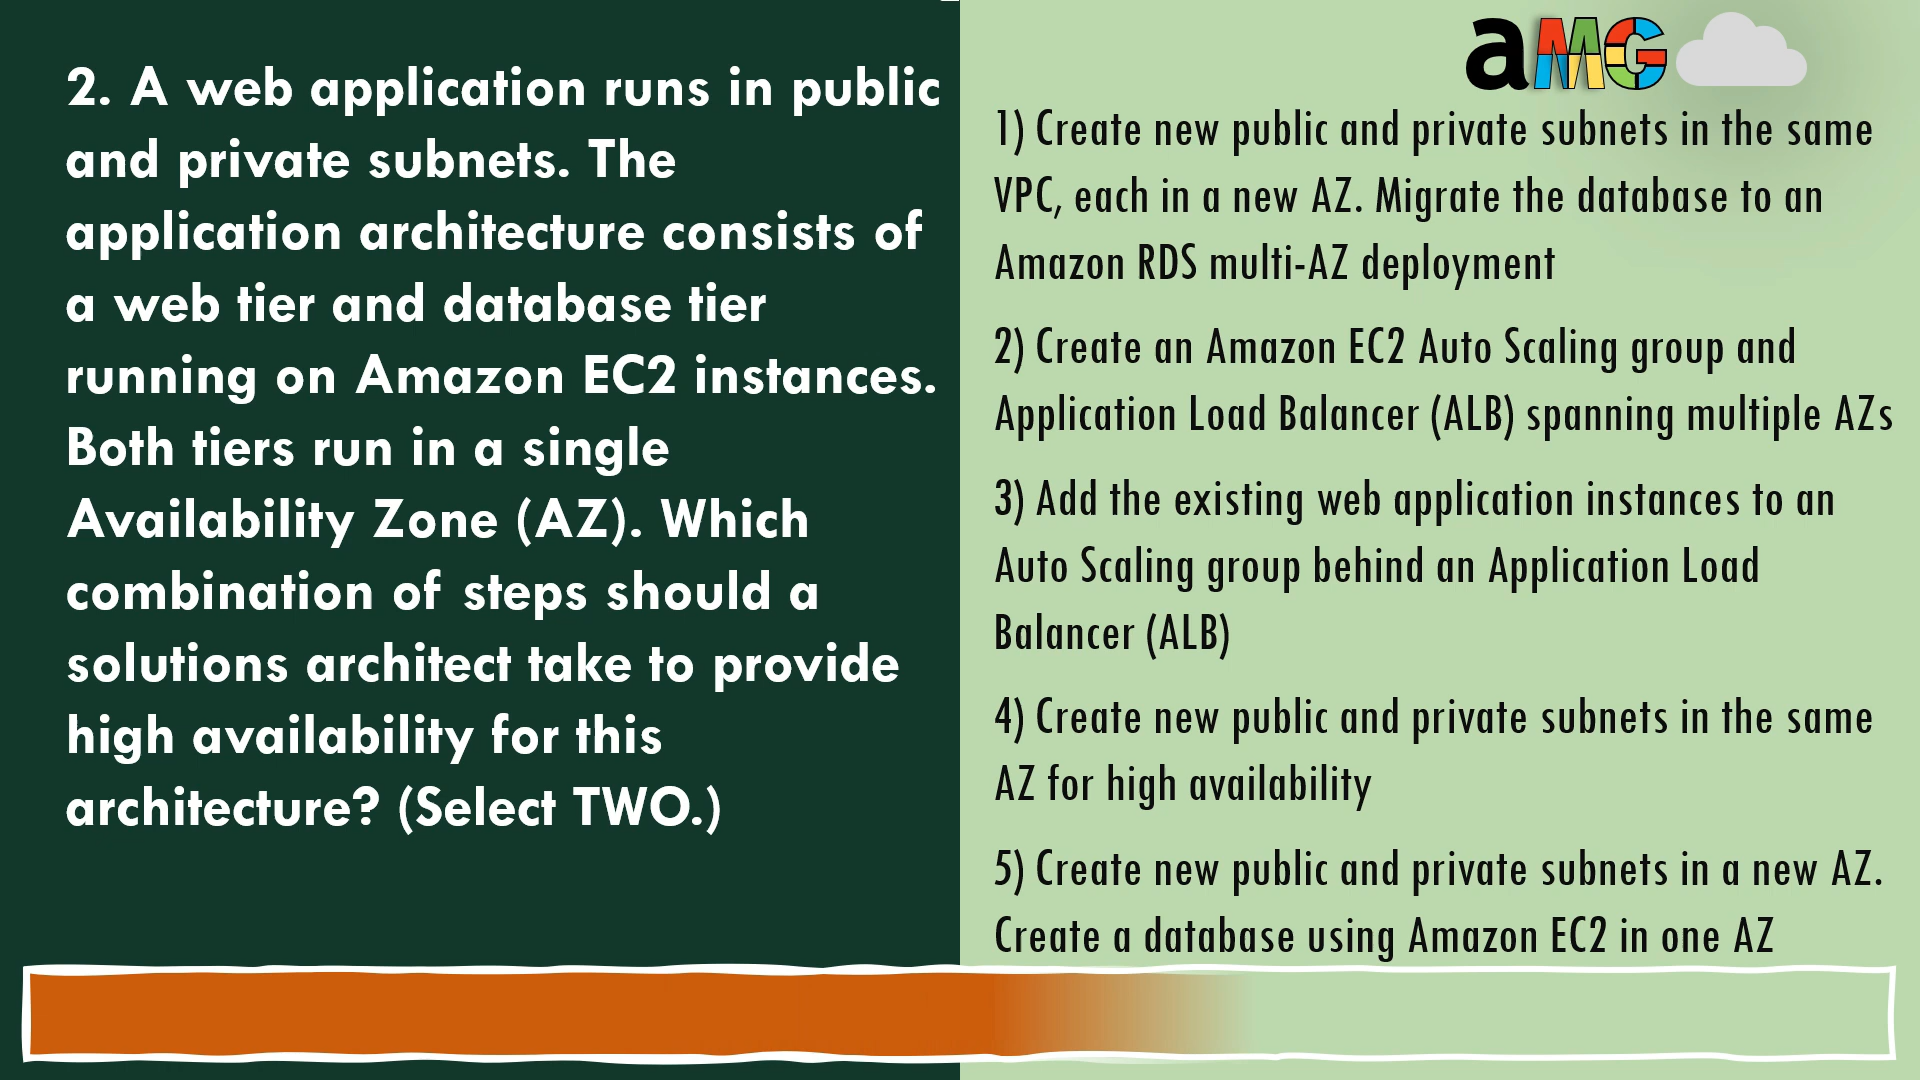 2. A web application runs in public
and private subnets. The
application architecture consists of
a web tier and database tier
running on Amazon EC2 instances.
Both tiers run in a single
Availability Zone (AZ). Which
combination of steps should a
solutions architect take to provide
high availability for this
architecture? (Select TWO.)
aMG
1) Create new public and private subnets in the same
VPC, each in a new AZ. Migrate the database to an
Amazon RDS multi-AZ deployment
2) Create an Amazon EC2 Auto Scaling group and
Application Load Balancer (ALB) spanning multiple AZs
3) Add the existing web application instances to an
Auto Scaling group behind an Application Load
Balancer (ALB)
4) Create new public and private subnets in the same
AZ for high availability
5) Create new public and private subnets in a new AZ.
Create a database using Amazon EC2 in one AZ